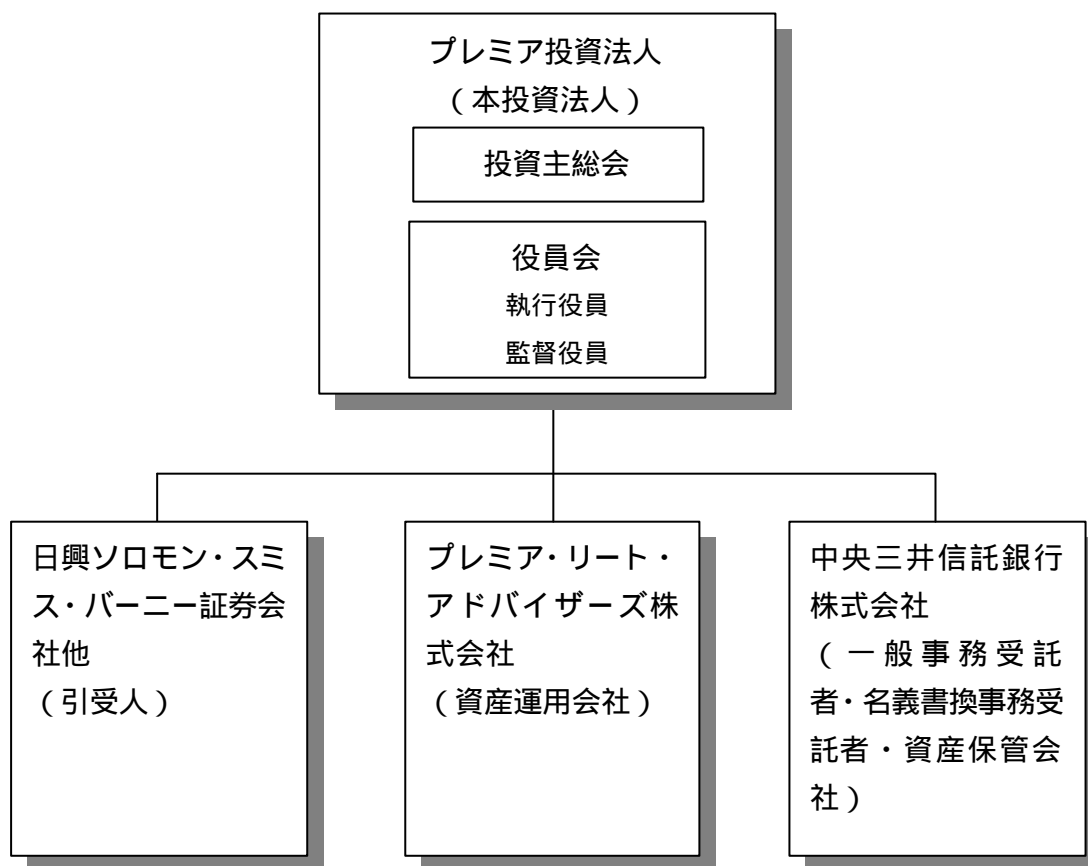 プレミア投資法人
(本投資法人)
投資主総会
役員会
執行役員
監督役員
日興ソロモン・スミ
ス・バーニー証券会
社他
(引受人)
プレミア・リート・
アドバイザーズ株
式会社
(資産運用会社)
中央三井信託銀行
株式会社
(一般事務受託
者・名義書換事務受
託者・資産保管会
社)